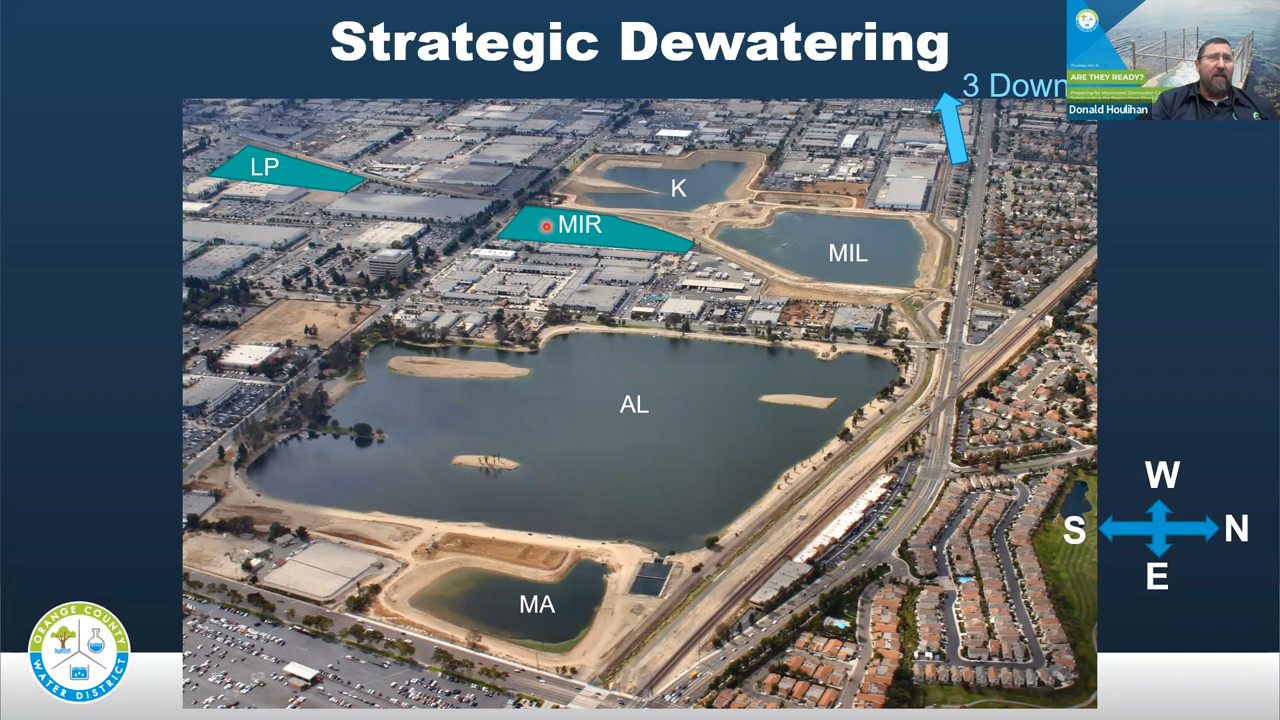 Strategic Dewatering
3 Down
ARE THEY READY?
Donald Houlihan
LP
K
MIR
MIL
AL
MA
W
S
N
E
ORANGE COUNTY
WATER DISTRICT